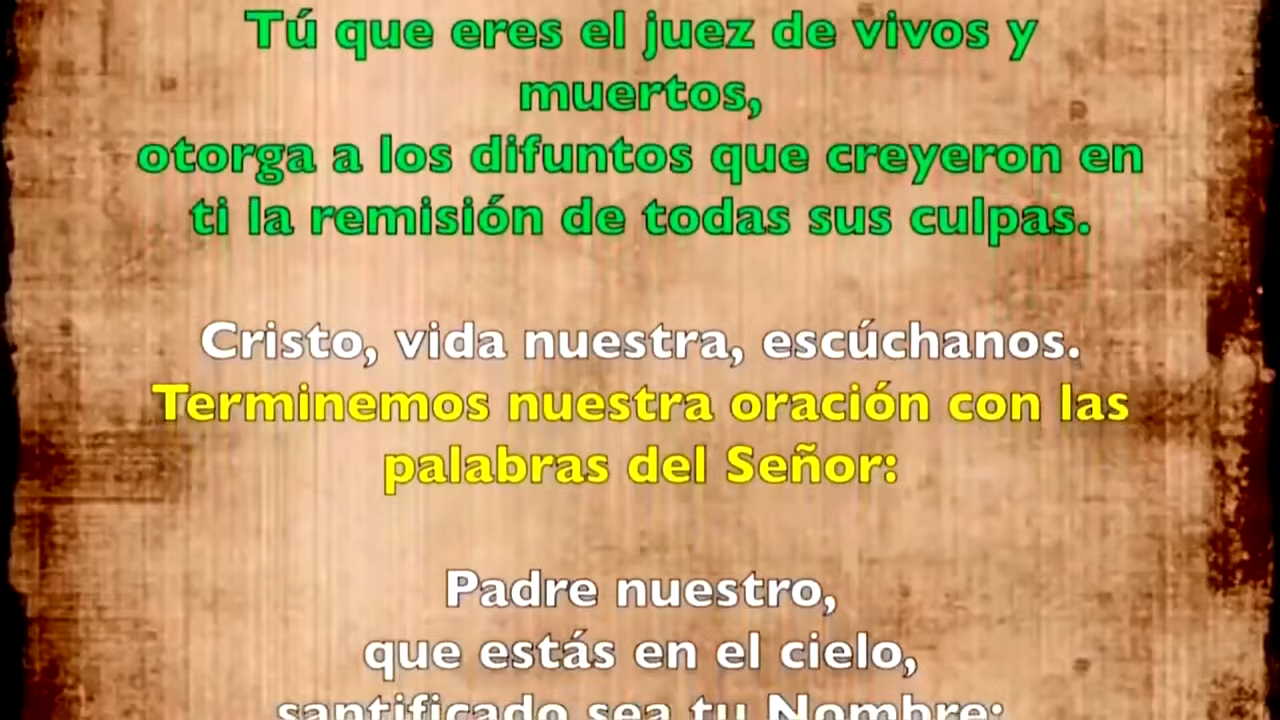 Tú que eres el juez de vivos y
muertos,
otorga a los difuntos que creyeron en
ti la remisión de todas sus culpas.
Cristo, vida nuestra, escúchanos.
Terminemos nuestra oración con las
palabras del Señor:
Padre nuestro,
que estás en el cielo,
santificado sea tu Nombre;